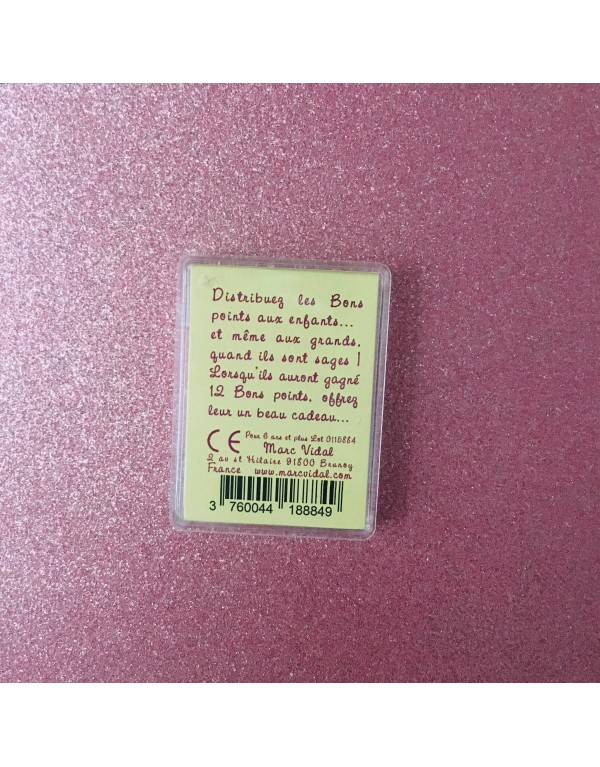 Distribuez les Bons
points aux enfants...
et même aux grands,
quand ils sont sages !
Lorsqu'ils auront gagné
12 Bons points, offrez
leur un beau cadeau...
CE Pour 6 ans et plus Lot 0115884
Marc Vidal
2 av st Hilaire 91800 Brunoy
France www.marcvidal.com
3 760044 188849